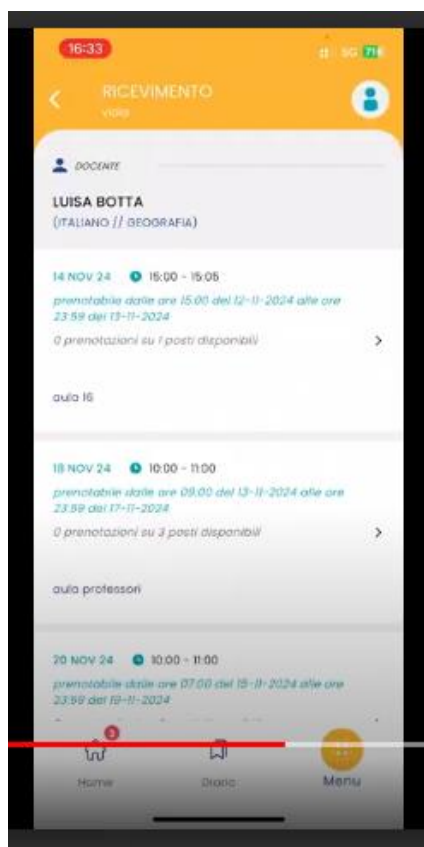 16:33
5G 71
RICEVIMENTO
viola
DOCENTE
LUISA BOTTA
(ITALIANO // GEOGRAFIA)
14 NOV 24 15:00 - 15:05
prenotabile dalle ore 15:00 del 12-11-2024 alle ore
23:59 del 13-11-2024
0 prenotazioni su 1 posti disponibili
aula 16
18 NOV 24 10:00 - 11:00
prenotabile dalle ore 09:00 del 13-11-2024 alle ore
23:59 del 17-11-2024
0 prenotazioni su 3 posti disponibili
aula professori
20 NOV 24 10:00 - 11:00
prenotabile dalle ore 07:00 del 15-11-2024 alle ore
23:59 del 19-11-2024
3
Home Diario Menu